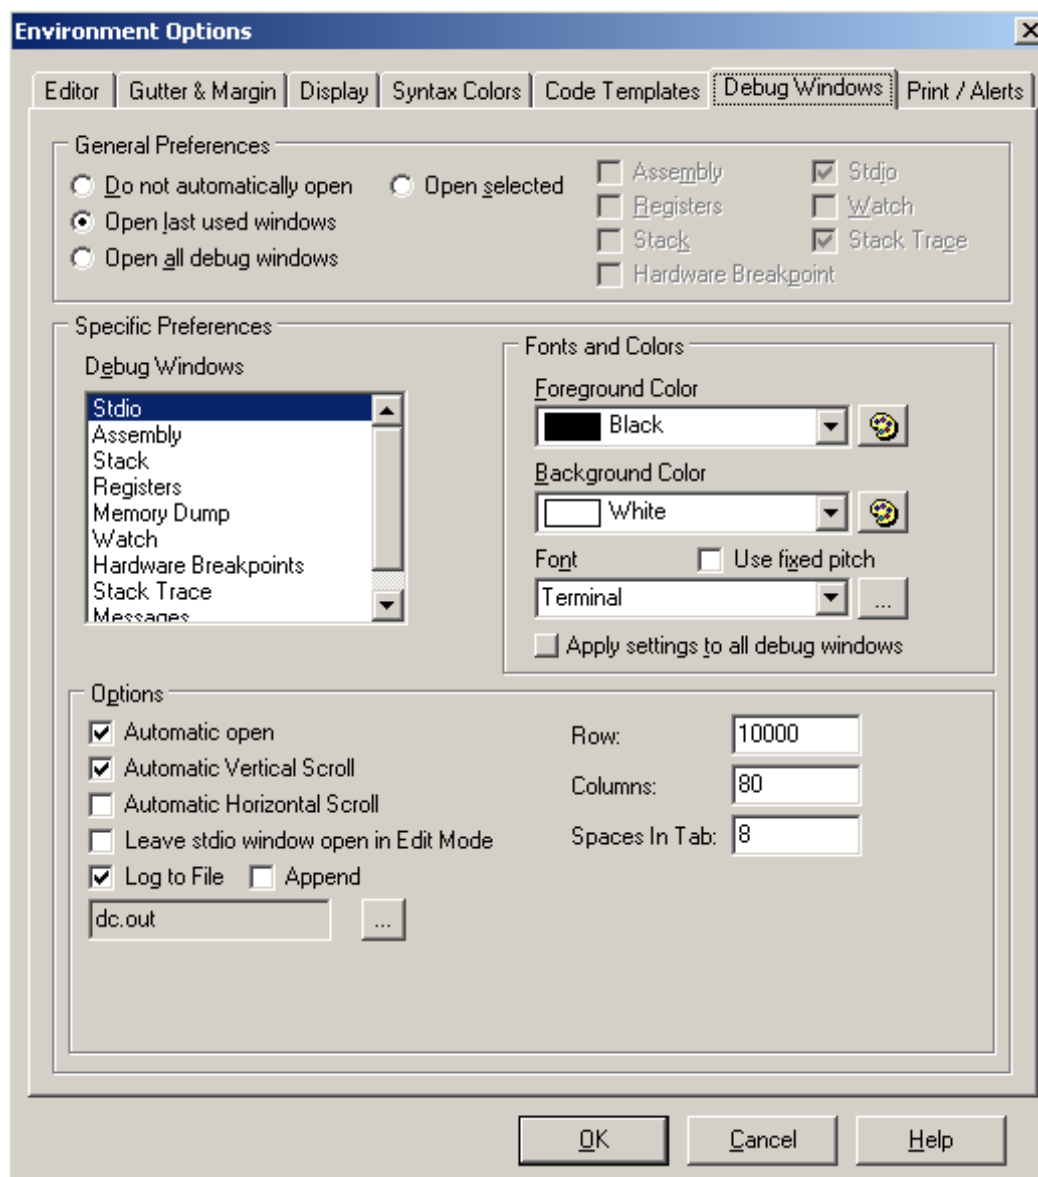 Environment Options
Editor
Gutter & Margin
Display
Syntax Colors
Code Templates
Debug Windows
Print / Alerts
General Preferences
Do not automatically open
Open selected
Open last used windows
Open all debug windows
Assembly
Stdio
Registers
Watch
Stack
Stack Trace
Hardware Breakpoint
Specific Preferences
Debug Windows
Stdio
Assembly
Stack
Registers
Memory Dump
Watch
Hardware Breakpoints
Stack Trace
Messages
Fonts and Colors
Foreground Color
Black
Background Color
White
Font
Use fixed pitch
Terminal
...
Apply settings to all debug windows
Options
Automatic open
Automatic Vertical Scroll
Automatic Horizontal Scroll
Leave stdio window open in Edit Mode
Log to File
Append
dc.out
...
Row:
10000
Columns:
80
Spaces In Tab:
8
OK
Cancel
Help